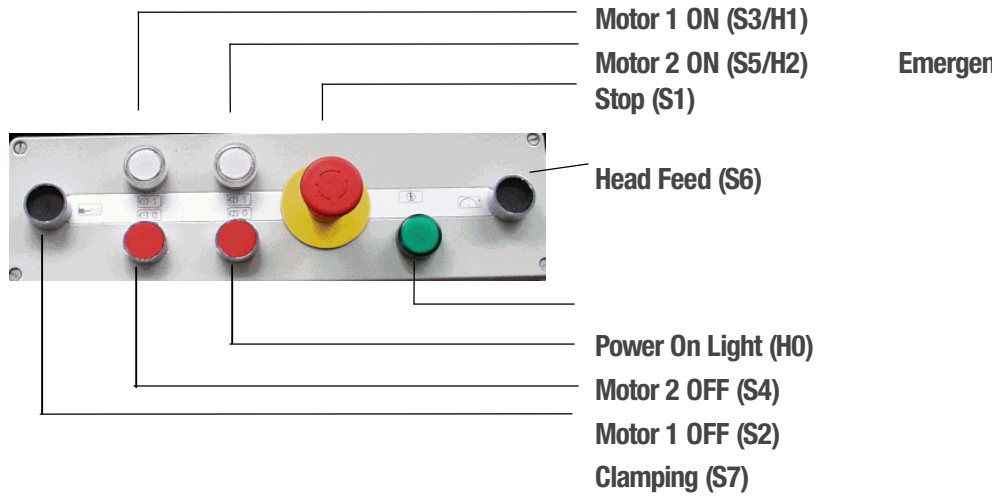 Motor 1 ON (S3/H1)
Motor 2 ON (S5/H2) Emergen
Stop (S1)
Head Feed (S6)
Power On Light (H0)
Motor 2 OFF (S4)
Motor 1 OFF (S2)
Clamping (S7)